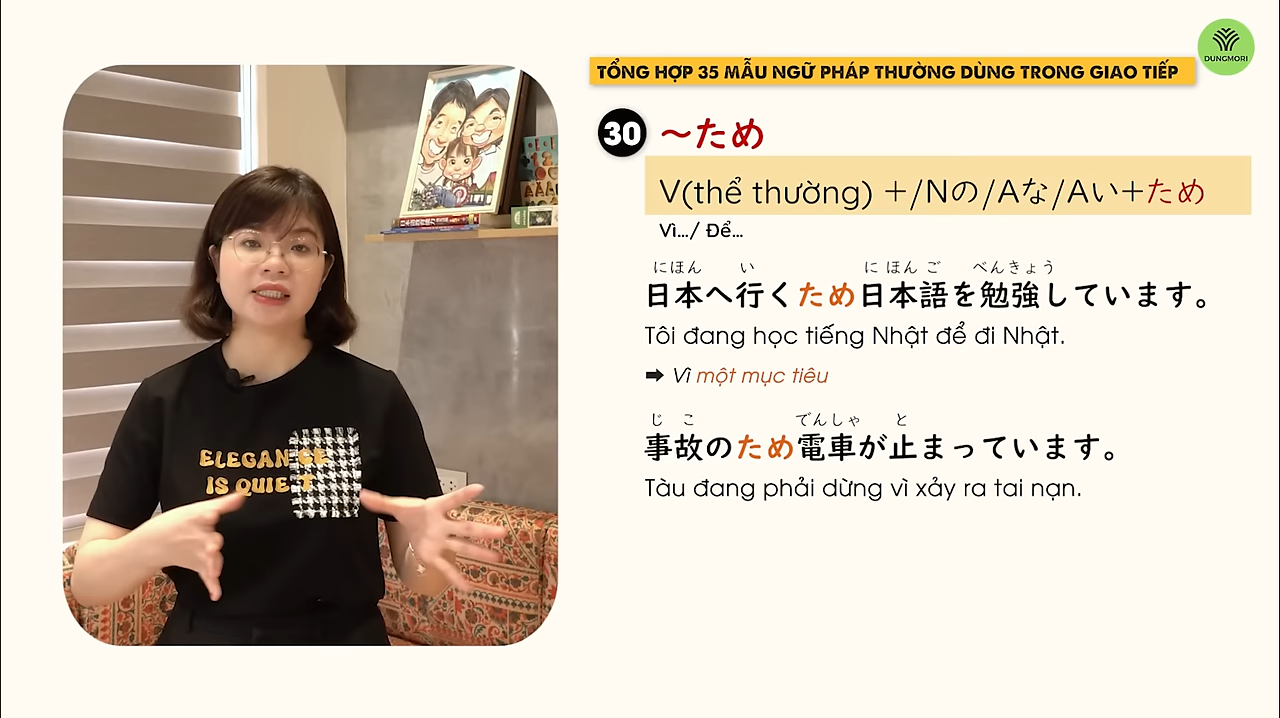 DUNGMORI
TỔNG HỢP 35 MẪU NGỮ PHÁP THƯỜNG DÙNG TRONG GIAO TIẾP
30 ～ため
V(thể thường) +/Nの/Aな/Aい+ため
Vì.../ Để...
にほん い にほんご べんきょう
日本へ行くため日本語を勉強しています。
Tôi đang học tiếng Nhật để đi Nhật.
➡ Vì một mục tiêu
じこ でんしゃ と
事故のため電車が止まっています。
Tàu đang phải dừng vì xảy ra tai nạn.
ELEGANCE
IS QUIET